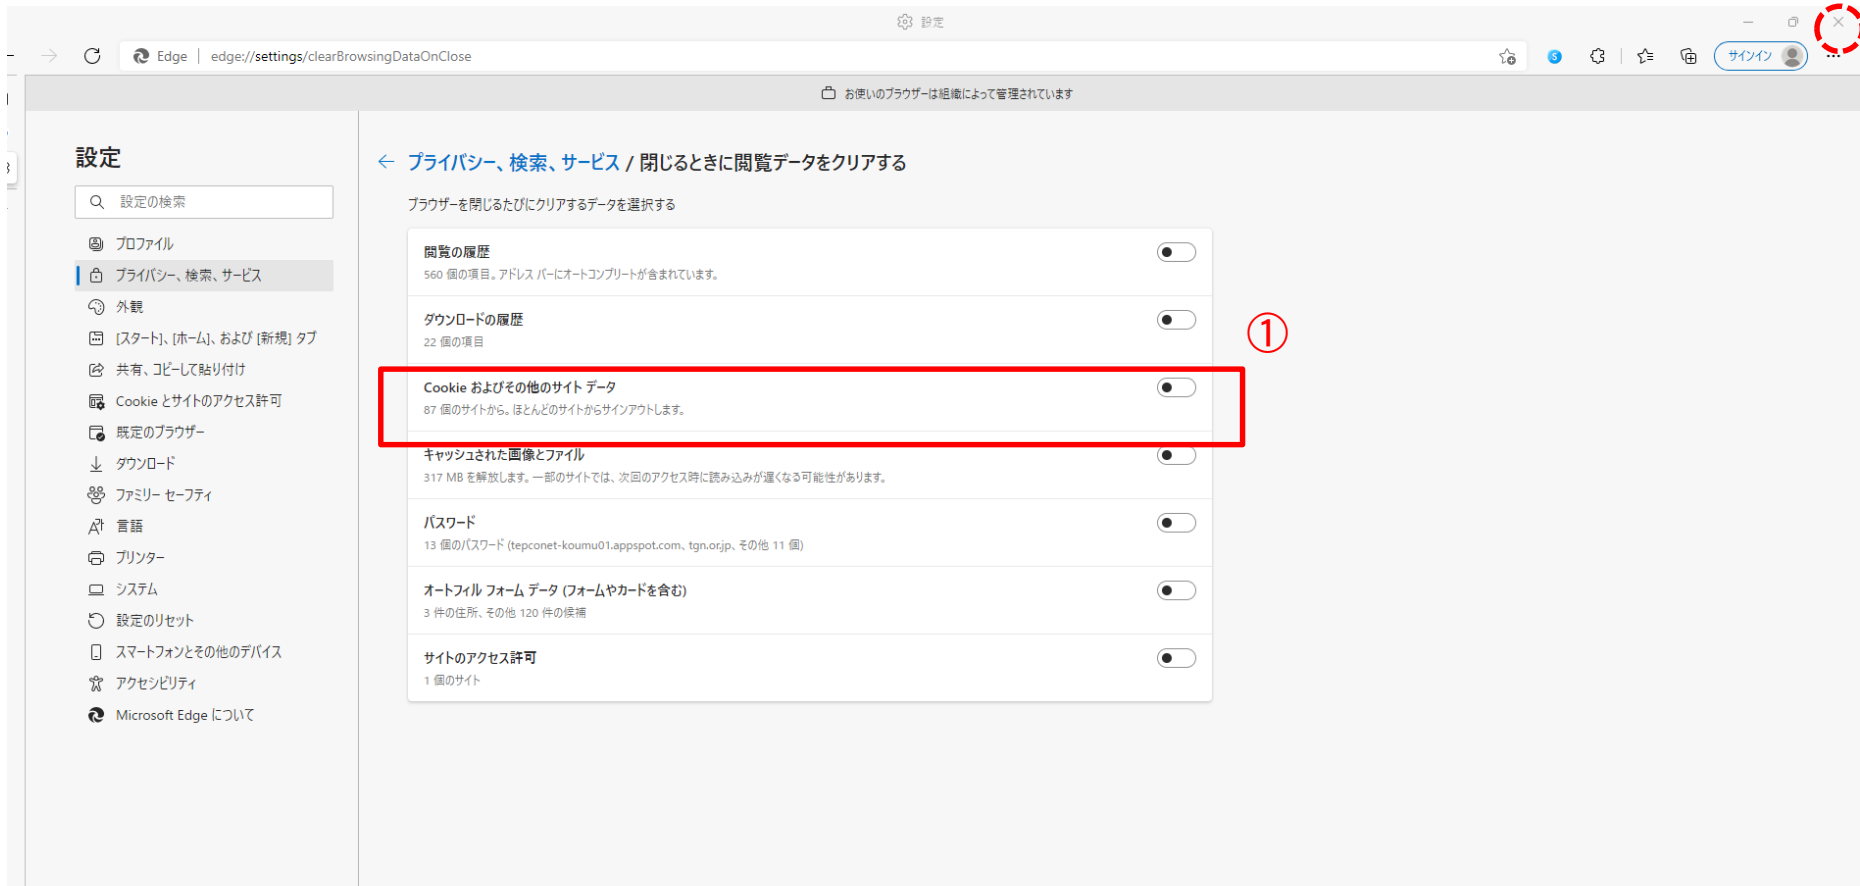 設定
Edge
edge://settings/clearBrowsingDataOnClose
サインイン
お使いのブラウザーは組織によって管理されています
設定
設定の検索
プロファイル
プライバシー、検索、サービス
外観
[スタート]、[ホーム]、および [新規] タブ
共有、コピーして貼り付け
Cookie とサイトのアクセス許可
既定のブラウザー
ダウンロード
ファミリー セーフティ
言語
プリンター
システム
設定のリセット
スマートフォンとその他のデバイス
アクセシビリティ
Microsoft Edge について
プライバシー、検索、サービス / 閉じるときに閲覧データをクリアする
ブラウザーを閉じるたびにクリアするデータを選択する
閲覧の履歴
560 個の項目。アドレス バーにオートコンプリートが含まれています。
ダウンロードの履歴
22 個の項目
①
Cookie およびその他のサイト データ
87 個のサイトから。ほとんどのサイトからサインアウトします。
キャッシュされた画像とファイル
317 MB を解放します。一部のサイトでは、次回のアクセス時に読み込みが遅くなる可能性があります。
パスワード
13 個のパスワード (tepconet-koumu01.appspot.com、tgn.or.jp、その他 11 個)
オートフィル フォーム データ (フォームやカードを含む)
3 件の住所、その他 120 件の候補
サイトのアクセス許可
1 個のサイト